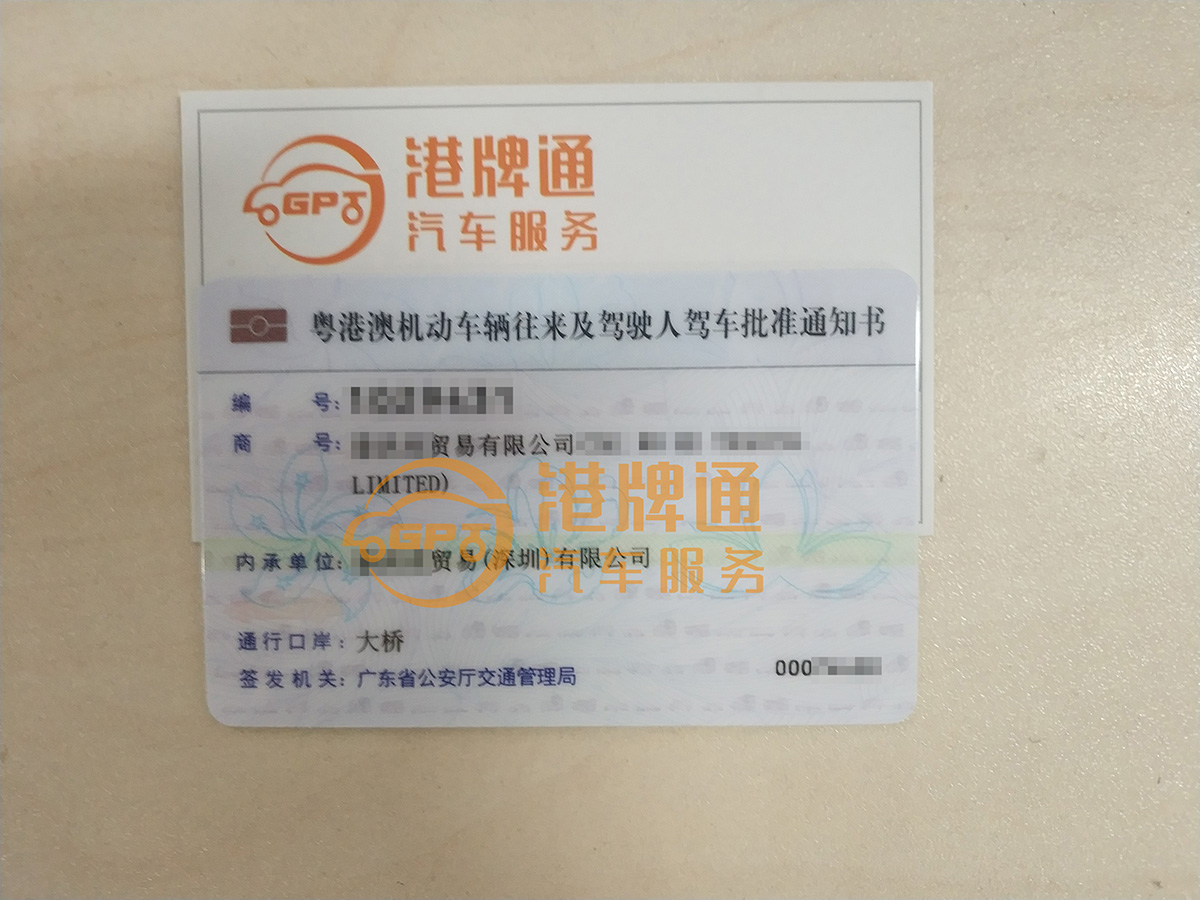 GPT
港牌通
汽车服务
粤港澳机动车辆往来及驾驶人驾车批准通知书
编 号:
商 号: 贸易有限公司
LIMITED)
GPT
港牌通
汽车服务
内承单位: 贸易(深圳)有限公司
通行口岸: 大桥
签发机关: 广东省公安厅交通管理局
000